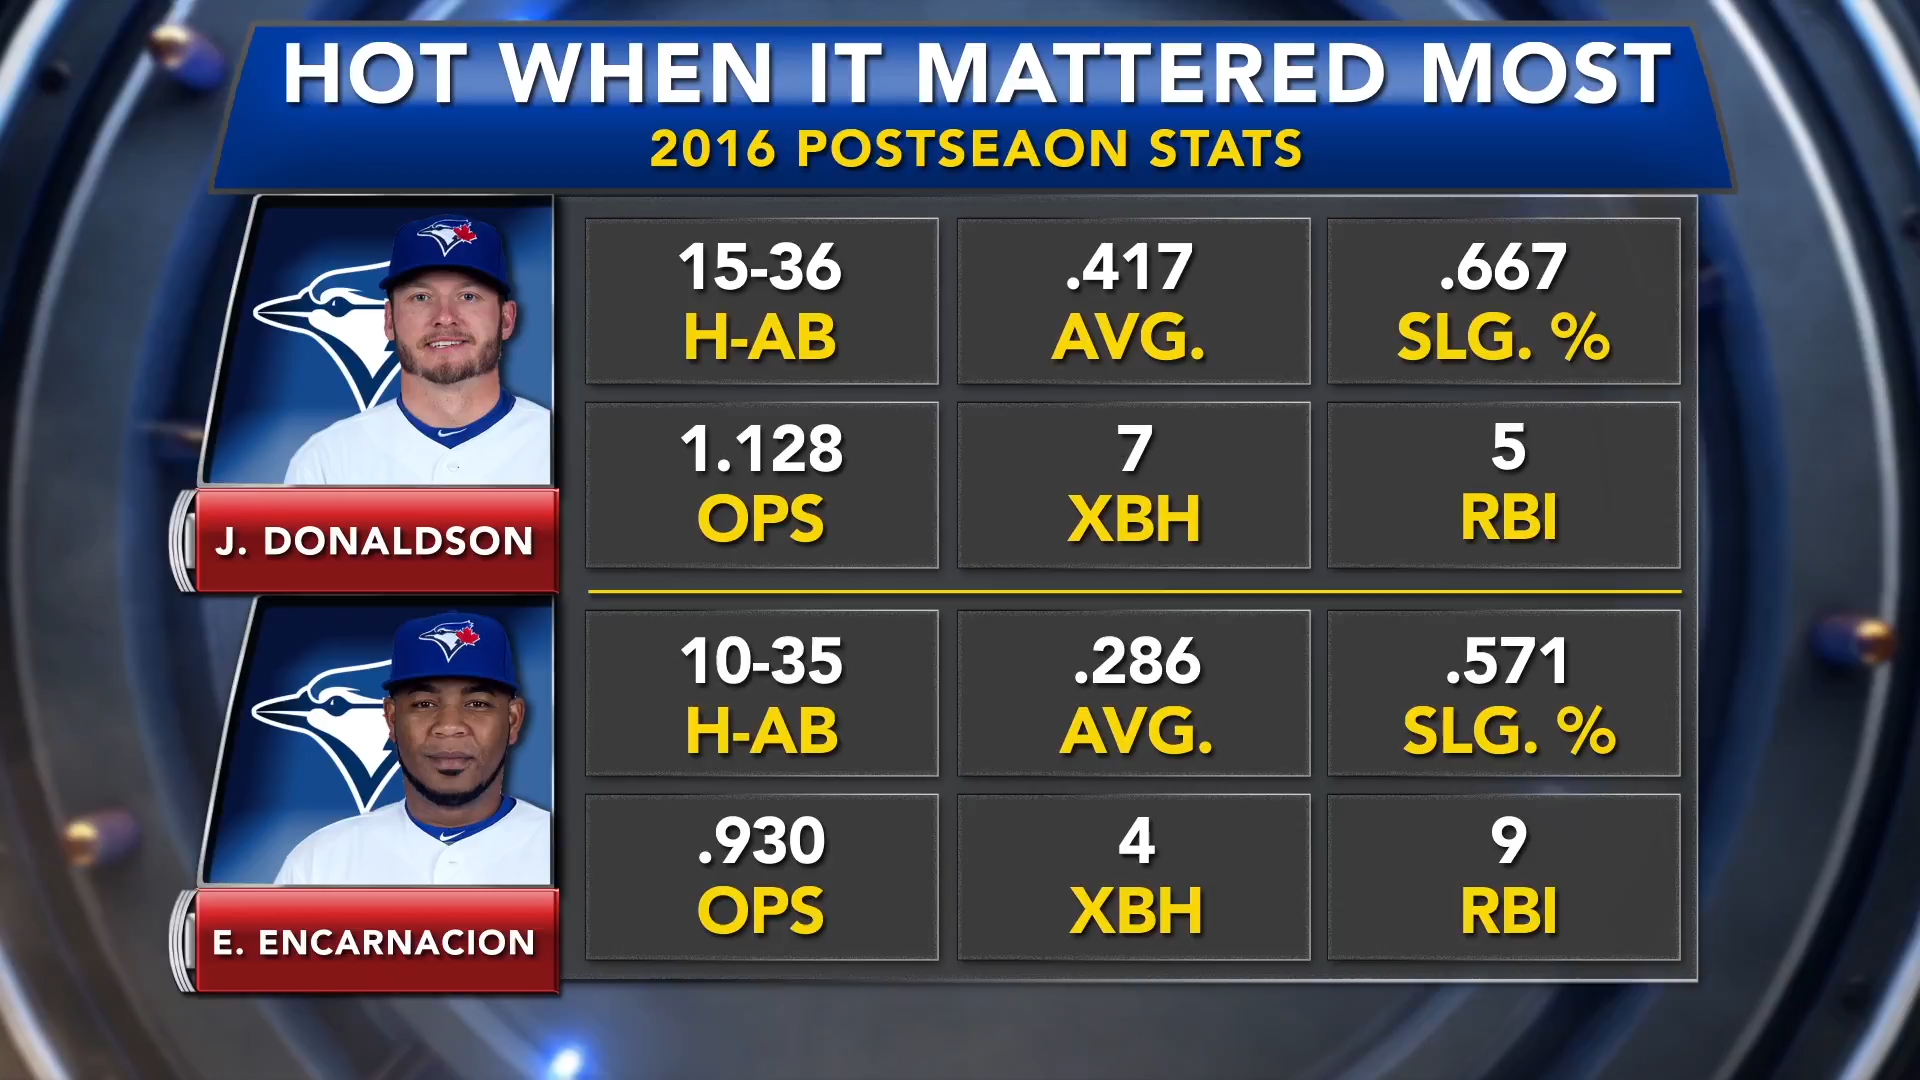 HOT WHEN IT MATTERED MOST
2016 POSTSEAON STATS
15-36
H-AB
.417
AVG.
.667
SLG. %
1.128
OPS
7
XBH
5
RBI
J. DONALDSON
10-35
H-AB
.286
AVG.
.571
SLG. %
.930
OPS
4
XBH
9
RBI
E. ENCARNACION